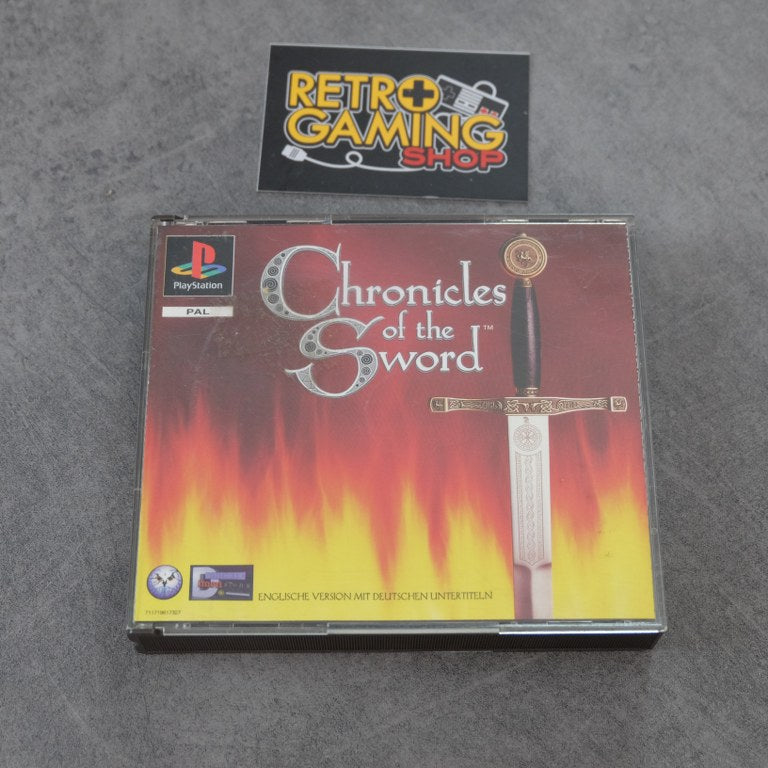 RETRO
GAMING
SHOP
PlayStation
PAL
Chronicles
of the
Sword™
ENGLISCHE VERSION MIT DEUTSCHEN UNTERTITELN